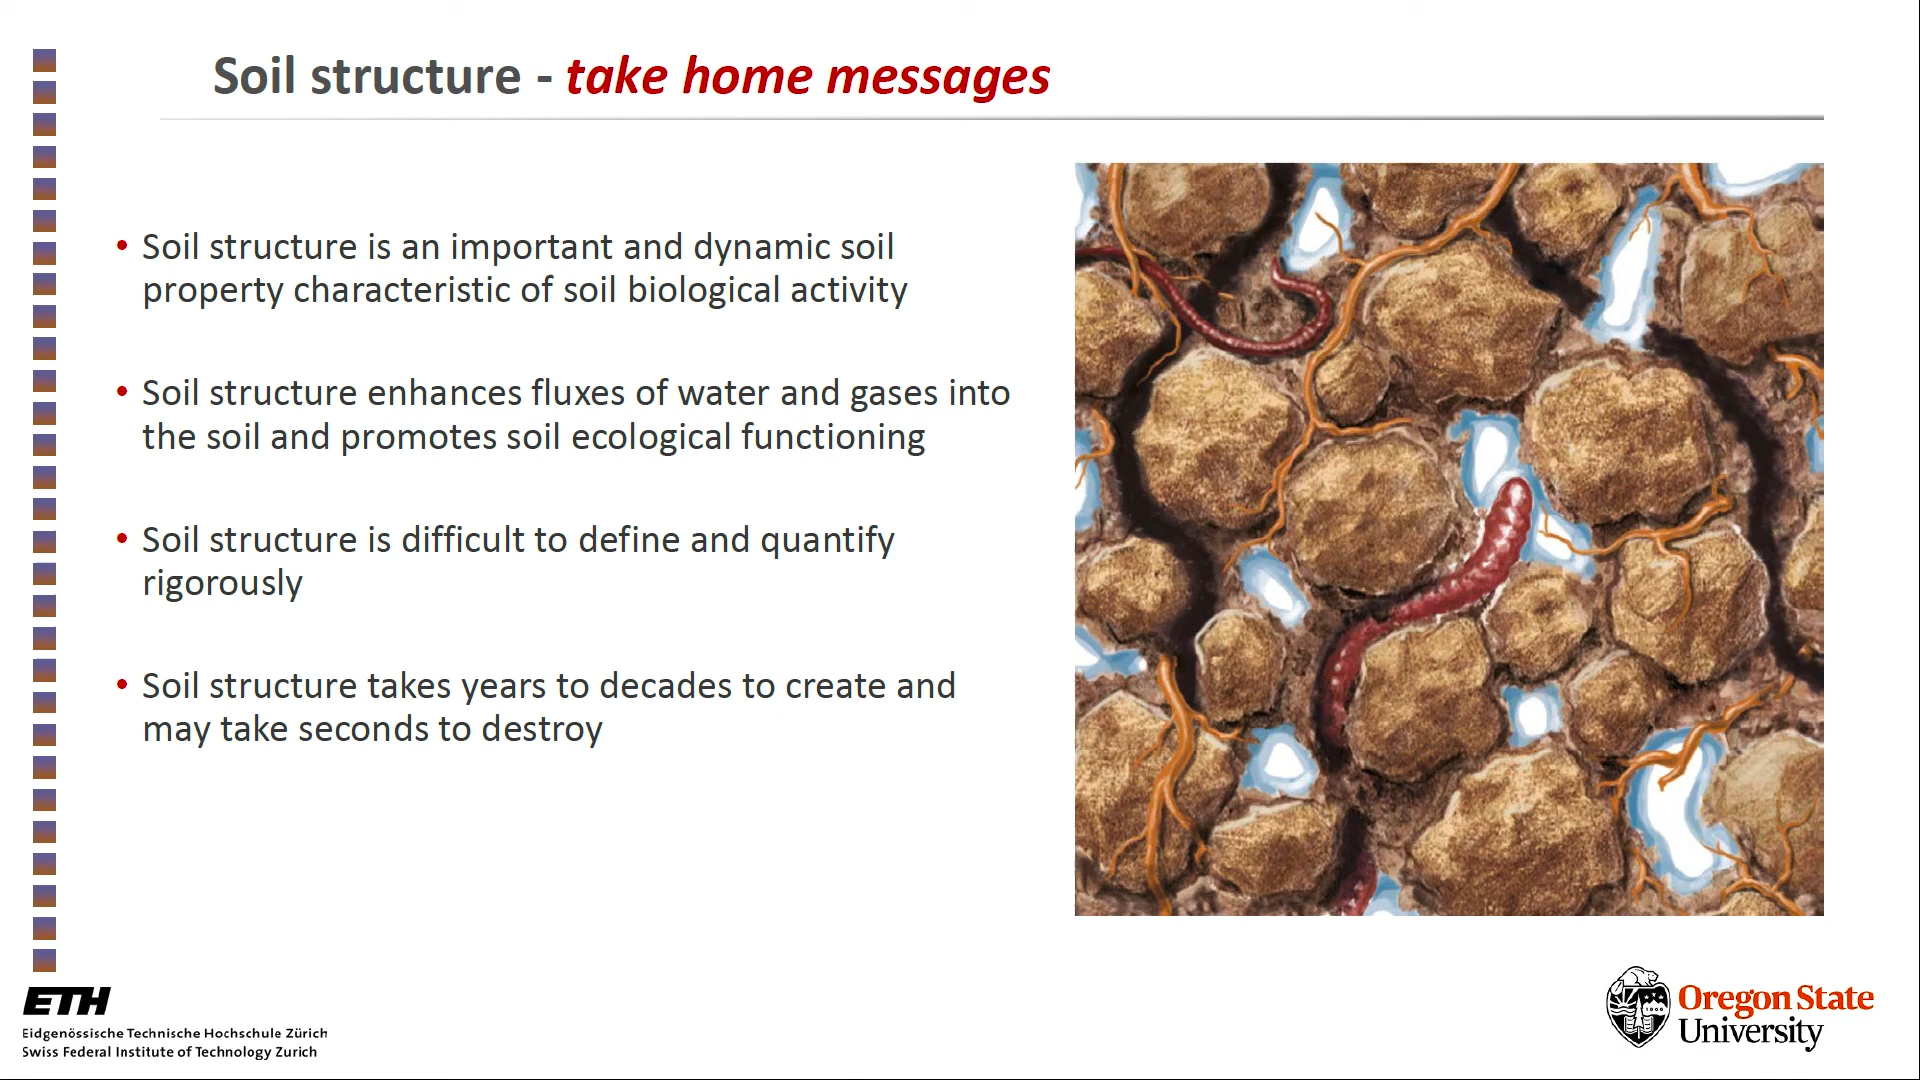 Soil structure - take home messages
• Soil structure is an important and dynamic soil
property characteristic of soil biological activity
• Soil structure enhances fluxes of water and gases into
the soil and promotes soil ecological functioning
• Soil structure is difficult to define and quantify
rigorously
• Soil structure takes years to decades to create and
may take seconds to destroy
ETH
Eidgenössische Technische Hochschule Zürich
Swiss Federal Institute of Technology Zurich
Oregon State
University